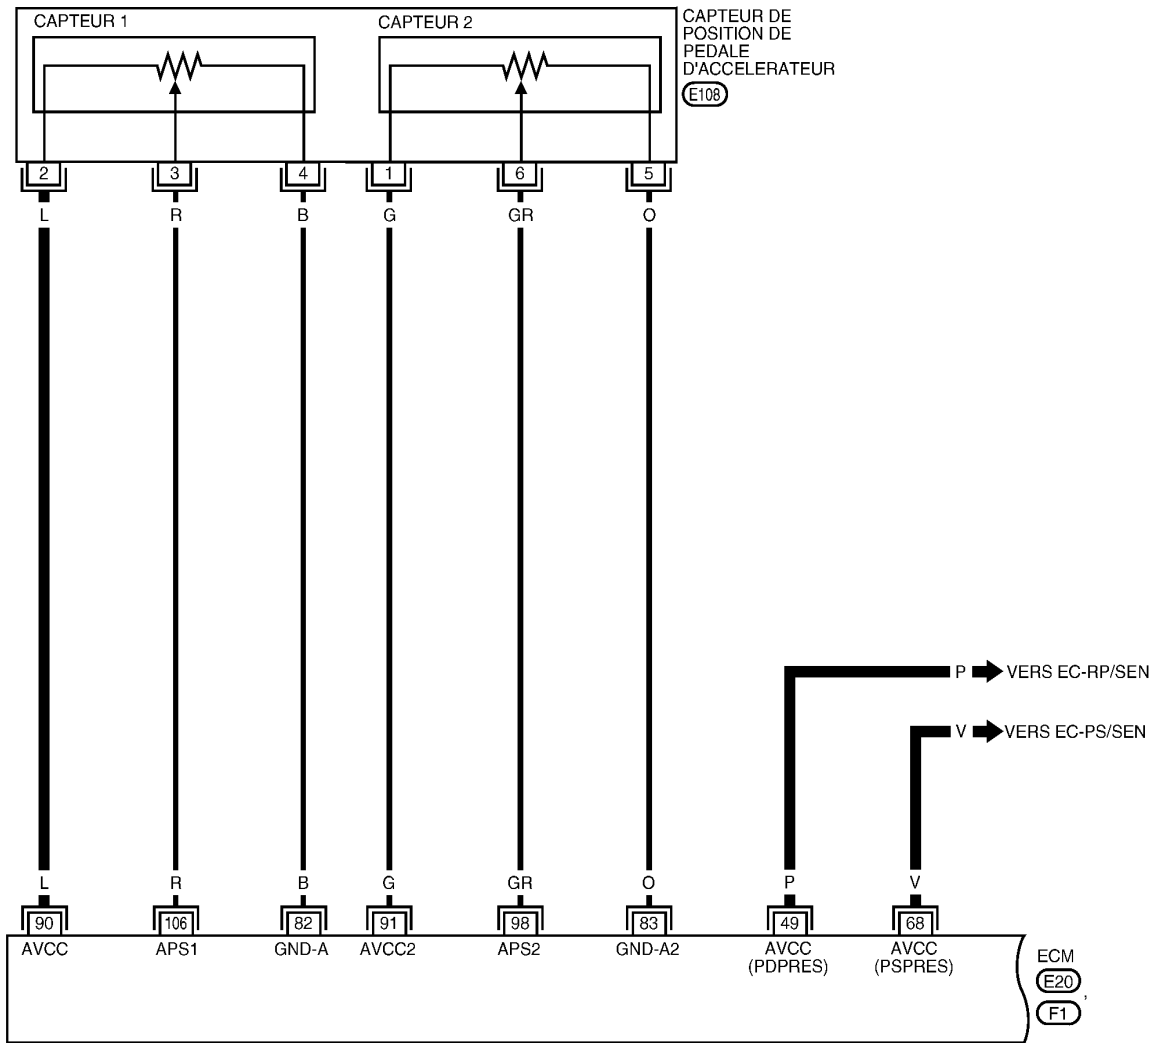 CAPTEUR 1
CAPTEUR 2
CAPTEUR DE
POSITION DE
PEDALE
D'ACCELERATEUR
E108
2 3 4 1 6 5
L R B G GR O
P VERS EC-RP/SEN
V VERS EC-PS/SEN
L R B G GR O P V
90 106 82 91 98 83 49 68
AVCC APS1 GND-A AVCC2 APS2 GND-A2 AVCC AVCC
(PDPRES) (PSPRES)
ECM
E20 ,
F1